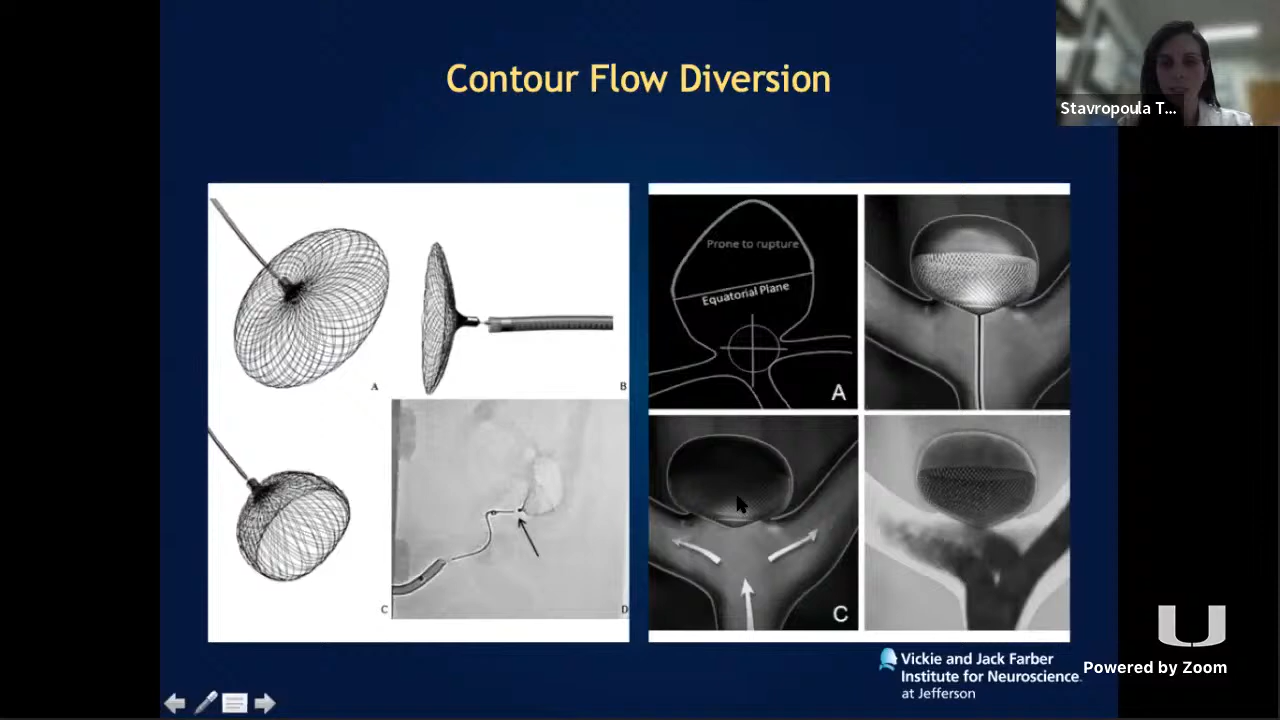 Contour Flow Diversion
Stavropoula T...
A
B
C
D
Prone to rupture
Equatorial Plane
A
C
Vickie and Jack Farber
Institute for Neuroscience
at Jefferson
U
Powered by Zoom